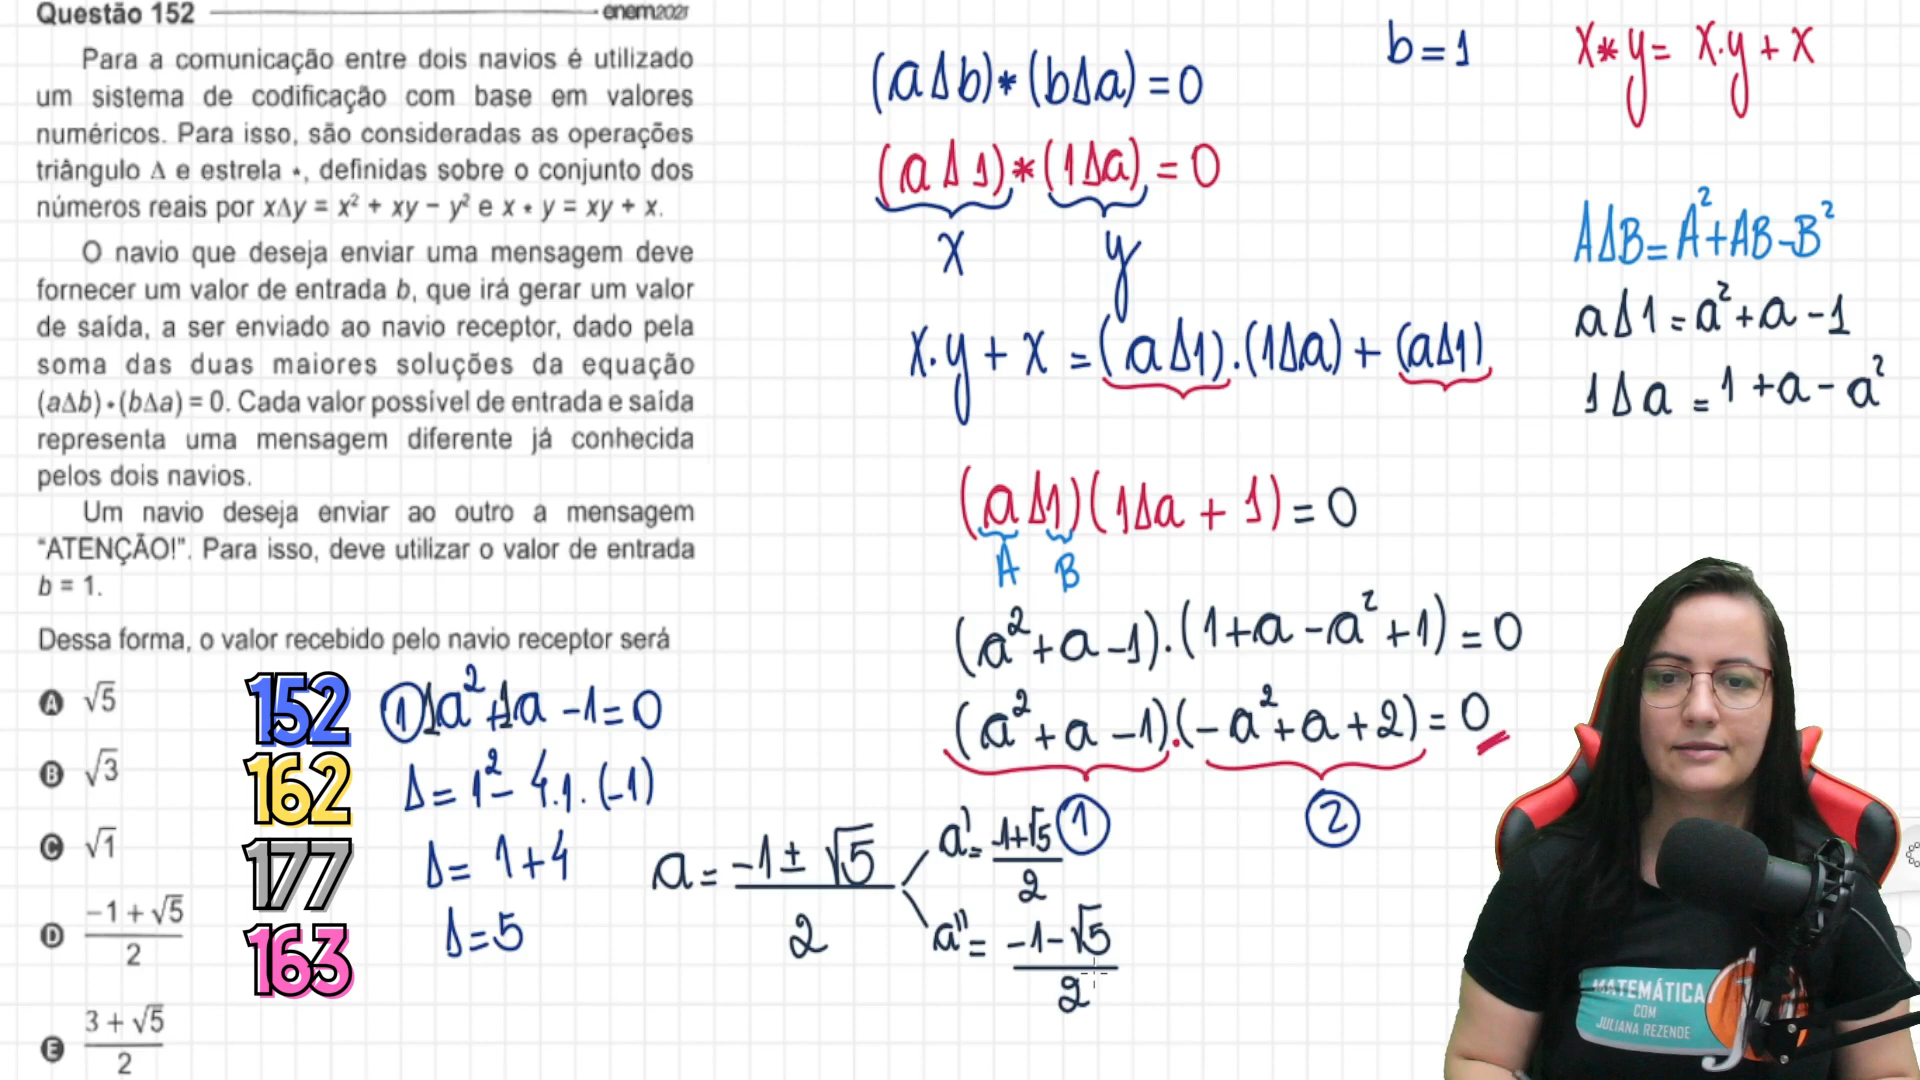 Questão 152
enem2021
Para a comunicação entre dois navios é utilizado
um sistema de codificação com base em valores
numéricos. Para isso, são consideradas as operações
triângulo Δ e estrela ⋆, definidas sobre o conjunto dos
números reais por xΔy = x² + xy − y² e x ⋆ y = xy + x.
O navio que deseja enviar uma mensagem deve
fornecer um valor de entrada b, que irá gerar um valor
de saída, a ser enviado ao navio receptor, dado pela
soma das duas maiores soluções da equação
(aΔb)⋆(bΔa) = 0. Cada valor possível de entrada e saída
representa uma mensagem diferente já conhecida
pelos dois navios.
Um navio deseja enviar ao outro a mensagem
“ATENÇÃO!”. Para isso, deve utilizar o valor de entrada
b = 1.
Dessa forma, o valor recebido pelo navio receptor será
A √5
B √3
C √1
D (−1 + √5)/2
E (3 + √5)/2
152
162
177
163
① 1a² + 1a − 1 = 0
Δ = 1² − 4.1.(−1)
Δ = 1 + 4
Δ = 5
a = (−1 ± √5)/2
a' = (−1+√5)/2
a'' = (−1−√5)/2
(aΔb)*(bΔa) = 0
(aΔ1)*(1Δa) = 0
x y
x.y + x = (aΔ1).(1Δa) + (aΔ1)
(aΔ1)(1Δa + 1) = 0
A B
(a² + a − 1).(1 + a − a² + 1) = 0
(a² + a − 1).(−a² + a + 2) = 0
① ②
b = 1
x*y = x.y + x
AΔB = A² + AB − B²
aΔ1 = a² + a − 1
1Δa = 1 + a − a²
MATEMÁTICA
COM
JULIANA REZENDE